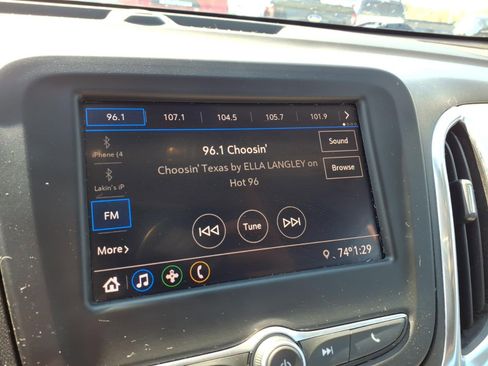 96.1 107.1 104.5 105.7 101.9
iPhone (4
Lakin's iP
FM
More
96.1 Choosin'
Choosin' Texas by ELLA LANGLEY on
Hot 96
Sound
Browse
Tune
74° 1:29